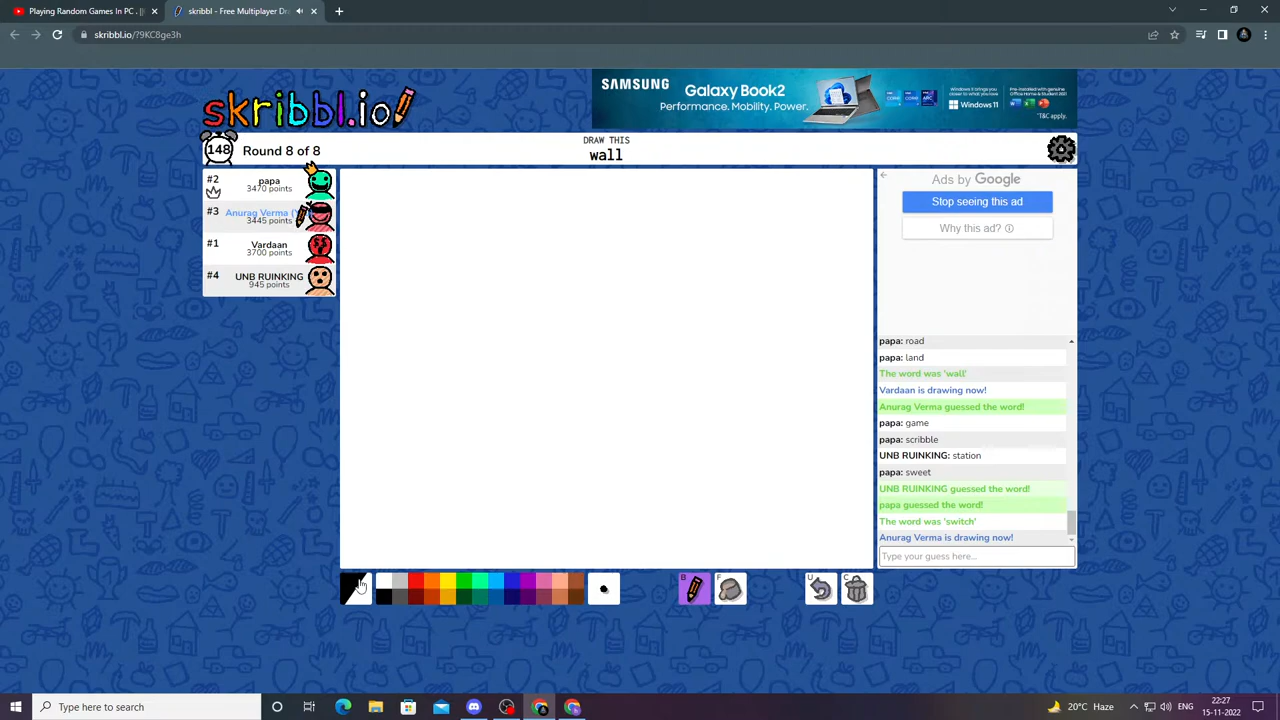 Playing Random Games In PC . [
skribbl - Free Multiplayer Dr
skribbl.io/?9KC8ge3h
skribbl.io
SAMSUNG
Galaxy Book2
Performance. Mobility. Power.
Windows 11
*T&C apply.
148
Round 8 of 8
DRAW THIS
wall
#2
papa
3470 points
#3
Anurag Verma
3445 points
#1
Vardaan
3700 points
#4
UNB RUINKING
945 points
Ads by Google
Stop seeing this ad
Why this ad?
papa: road
papa: land
The word was 'wall'
Vardaan is drawing now!
Anurag Verma guessed the word!
papa: game
papa: scribble
UNB RUINKING: station
papa: sweet
UNB RUINKING guessed the word!
papa guessed the word!
The word was 'switch'
Anurag Verma is drawing now!
Type your guess here...
B
F
U
C
Type here to search
20°C Haze
ENG
22:27
15-11-2022